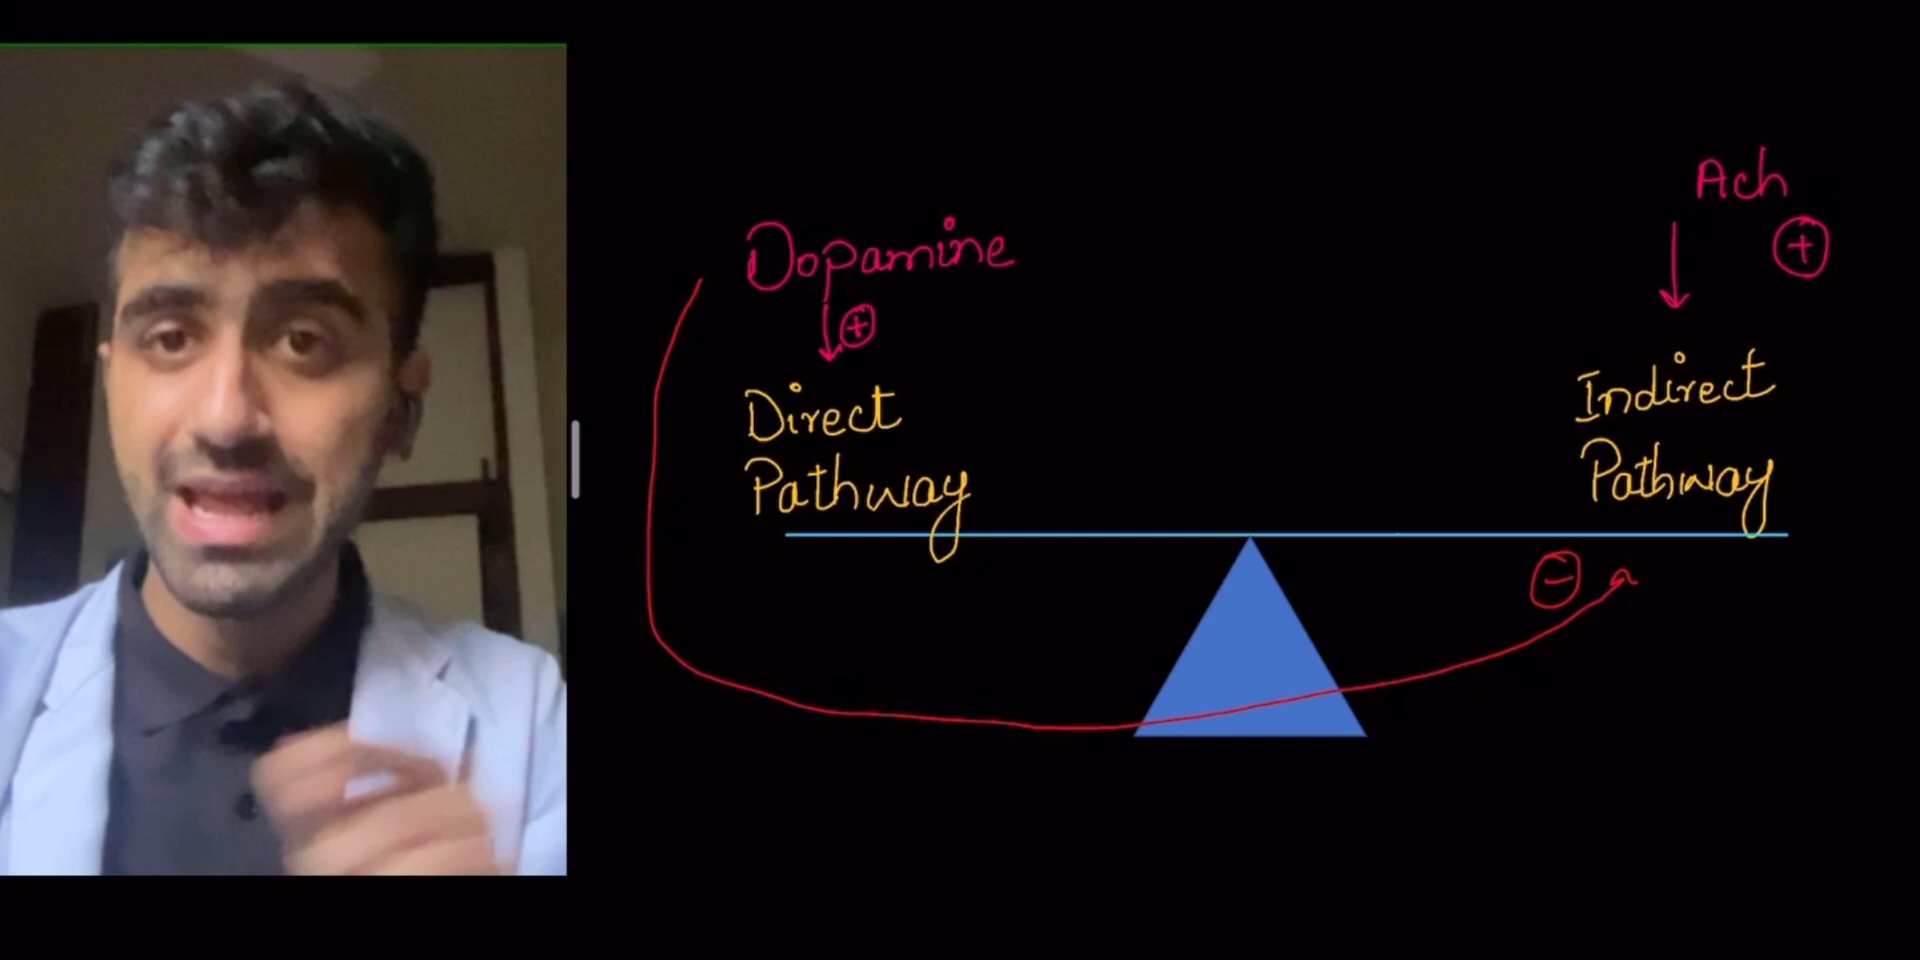 Dopamine
⊕
Direct
Pathway
Ach
⊕
Indirect
Pathway
⊖